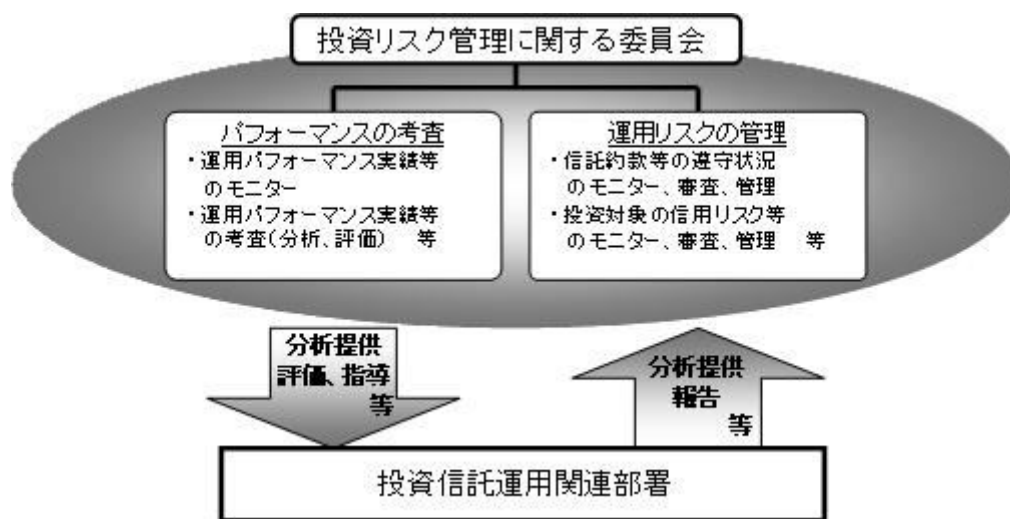 投資リスク管理に関する委員会
パフォーマンスの考査
・運用パフォーマンス実績等
のモニター
・運用パフォーマンス実績等
の考査(分析、評価) 等
運用リスクの管理
・信託約款等の遵守状況
のモニター、審査、管理
・投資対象の信用リスク等
のモニター、審査、管理 等
分析提供
評価、指導
等
分析提供
報告
等
投資信託運用関連部署